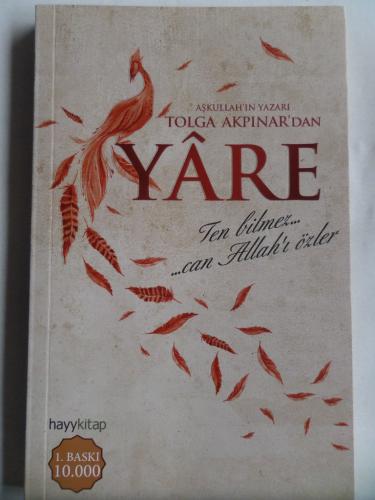 AŞKULLAH'IN YAZARI
TOLGA AKPINAR'DAN
YÂRE
Ten bilmez...
...can Allah'ı özler
hayykitap
1. BASKI
10.000